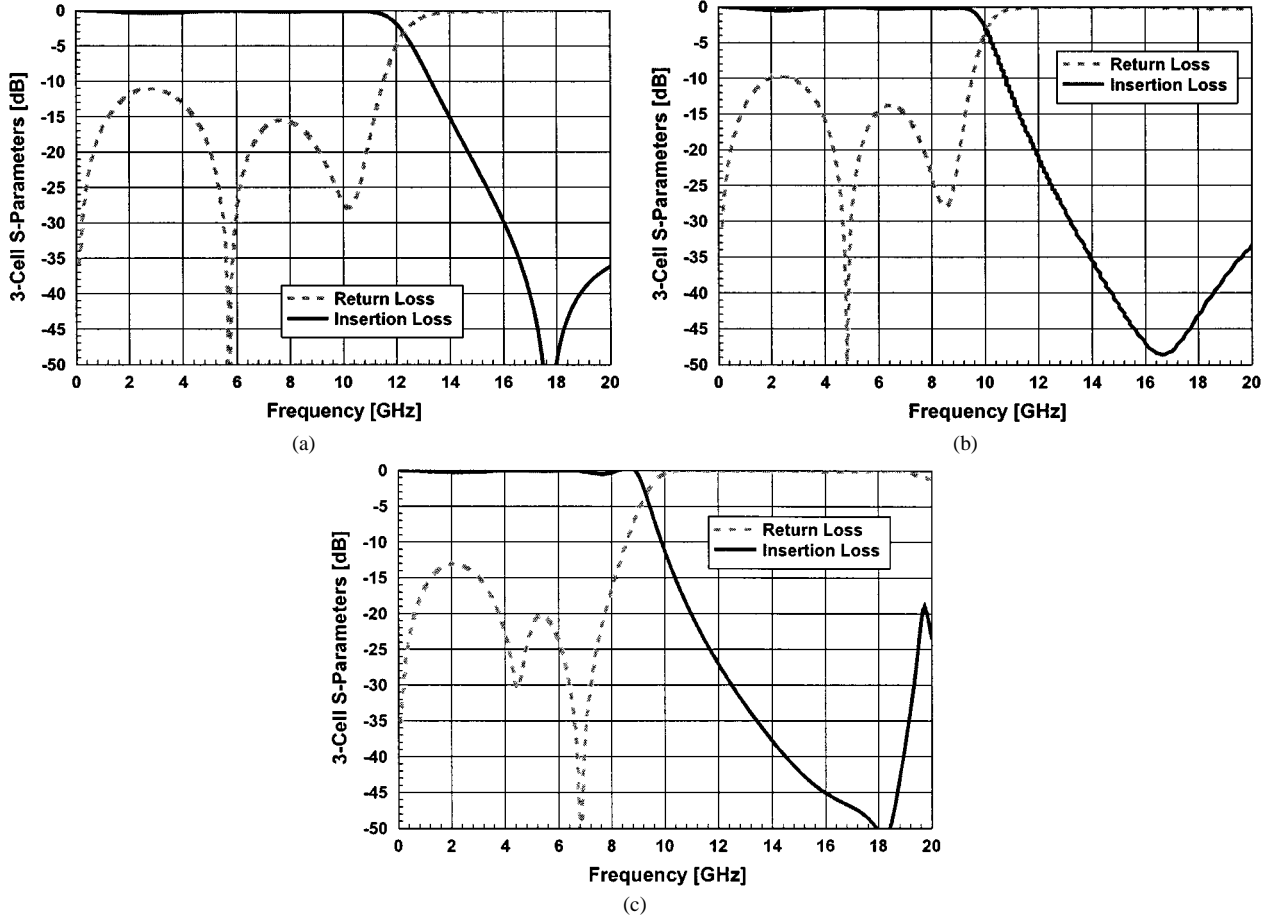 3-Cell S-Parameters [dB]
0
-5
-10
-15
-20
-25
-30
-35
-40
-45
-50
Return Loss
Insertion Loss
0 2 4 6 8 10 12 14 16 18 20
Frequency [GHz]
(a)
3-Cell S-Parameters [dB]
0
-5
-10
-15
-20
-25
-30
-35
-40
-45
-50
Return Loss
Insertion Loss
0 2 4 6 8 10 12 14 16 18 20
Frequency [GHz]
(b)
3-Cell S-Parameters [dB]
0
-5
-10
-15
-20
-25
-30
-35
-40
-45
-50
Return Loss
Insertion Loss
0 2 4 6 8 10 12 14 16 18 20
Frequency [GHz]
(c)